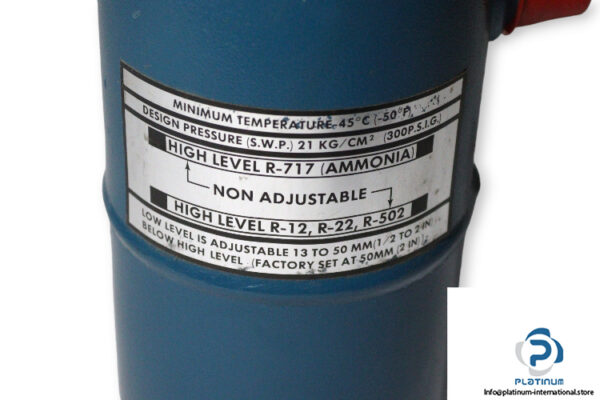 MINIMUM TEMPERATURE-45°C (-50°F)
DESIGN PRESSURE (S.W.P.) 21 KG/CM² (300P.S.I.G.)
HIGH LEVEL R-717 (AMMONIA)
NON ADJUSTABLE
HIGH LEVEL R-12, R-22, R-502
LOW LEVEL IS ADJUSTABLE 13 TO 50 MM(1/2 TO 2 IN)
BELOW HIGH LEVEL (FACTORY SET AT 50MM (2 IN)
PLATINUM
Info@platinum-international.store